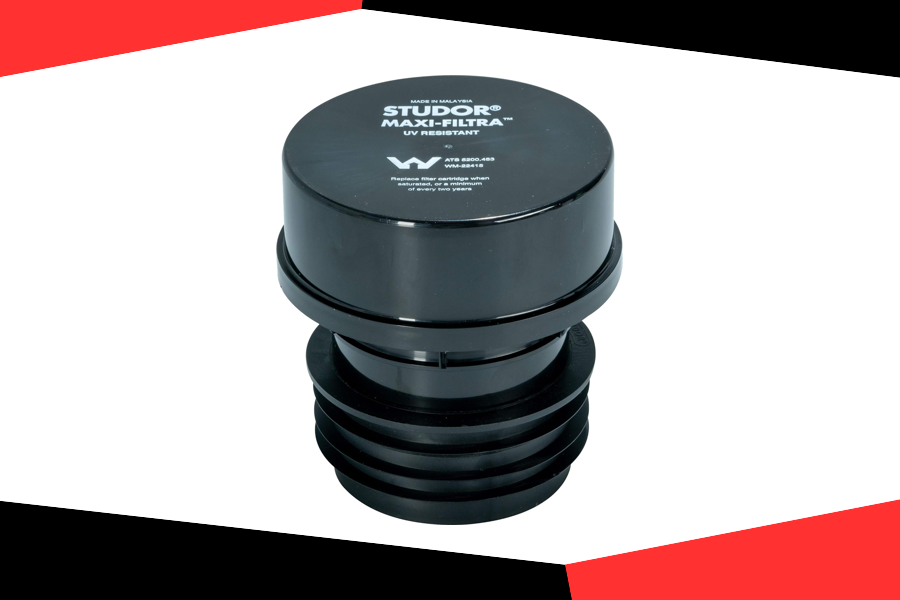 MADE IN MALAYSIA
STUDOR®
MAXI-FILTRA™
UV RESISTANT
ATS 5200.463
WM-22415
Replace filter cartridge when
saturated, or a minimum
of every two years